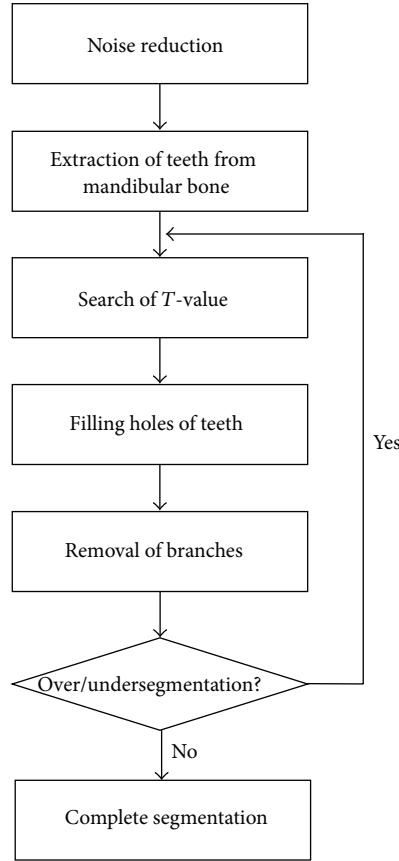 Noise reduction
Extraction of teeth from
mandibular bone
Search of T-value
Filling holes of teeth
Yes
Removal of branches
Over/undersegmentation?
No
Complete segmentation